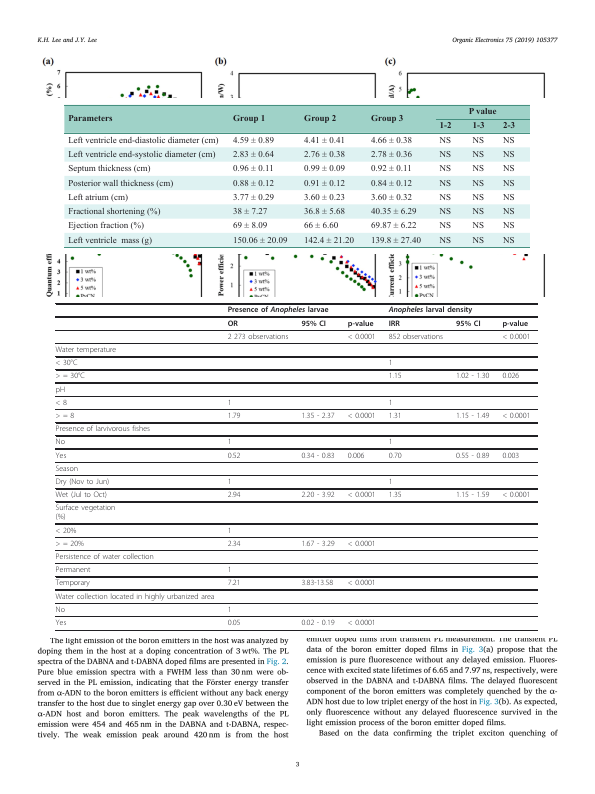 K.H. Lee and J.Y. Lee
Organic Electronics 75 (2019) 105377
(a)
(b)
(c)
7
6
5
(%)
4
3
/W)
6
5
d/A)
Parameters Group 1 Group 2 Group 3 P value
1-2 1-3 2-3
Left ventricle end-diastolic diameter (cm) 4.59 ± 0.89 4.41 ± 0.41 4.66 ± 0.38 NS NS NS
Left ventricle end-systolic diameter (cm) 2.83 ± 0.64 2.76 ± 0.38 2.78 ± 0.36 NS NS NS
Septum thickness (cm) 0.96 ± 0.11 0.99 ± 0.09 0.92 ± 0.11 NS NS NS
Posterior wall thickness (cm) 0.88 ± 0.12 0.91 ± 0.12 0.84 ± 0.12 NS NS NS
Left atrium (cm) 3.77 ± 0.29 3.60 ± 0.23 3.60 ± 0.32 NS NS NS
Fractional shortening (%) 38 ± 7.27 36.8 ± 5.68 40.35 ± 6.29 NS NS NS
Ejection fraction (%) 69 ± 8.09 66 ± 6.60 69.87 ± 6.22 NS NS NS
Left ventricle mass (g) 150.06 ± 20.09 142.4 ± 21.20 139.8 ± 27.40 NS NS NS
Quantum effi
4
3
2
1
1 wt%
3 wt%
5 wt%
Power efficie
2
1
1 wt%
3 wt%
5 wt%
urrent efficie
3
2
1
1 wt%
3 wt%
5 wt%
Presence of Anopheles larvae Anopheles larval density
OR 95% CI p-value IRR 95% CI p-value
2 273 observations < 0.0001 852 observations < 0.0001
Water temperature
< 30°C 1
> = 30°C 1.15 1.02 - 1.30 0.026
pH
< 8 1 1
> = 8 1.79 1.35 - 2.37 < 0.0001 1.31 1.15 - 1.49 < 0.0001
Presence of larvivorous fishes
No 1 1
Yes 0.52 0.34 - 0.83 0.006 0.70 0.55 - 0.89 0.003
Season
Dry (Nov to Jun) 1 1
Wet (Jul to Oct) 2.94 2.20 - 3.92 < 0.0001 1.35 1.15 - 1.59 < 0.0001
Surface vegetation
(%)
< 20% 1
> = 20% 2.34 1.67 - 3.29 < 0.0001
Persistence of water collection
Permanent 1
Temporary 7.21 3.83-13.58 < 0.0001
Water collection located in highly urbanized area
No 1
Yes 0.05 0.02 - 0.19 < 0.0001
The light emission of the boron emitters in the host was analyzed by
doping them in the host at a doping concentration of 3 wt%. The PL
spectra of the DABNA and t-DABNA doped films are presented in Fig. 2.
Pure blue emission spectra with a FWHM less than 30 nm were ob-
served in the PL emission, indicating that the Förster energy transfer
from α-ADN to the boron emitters is efficient without any back energy
transfer to the host due to singlet energy gap over 0.30 eV between the
α-ADN host and boron emitters. The peak wavelengths of the PL
emission were 454 and 465 nm in the DABNA and t-DABNA, respec-
tively. The weak emission peak around 420 nm is from the host
emitter doped films from transient PL measurement. The transient PL
data of the boron emitter doped films in Fig. 3(a) propose that the
emission is pure fluorescence without any delayed emission. Fluores-
cence with excited state lifetimes of 6.65 and 7.97 ns, respectively, were
observed in the DABNA and t-DABNA films. The delayed fluorescent
component of the boron emitters was completely quenched by the α-
ADN host due to low triplet energy of the host in Fig. 3(b). As expected,
only fluorescence without any delayed fluorescence survived in the
light emission process of the boron emitter doped films.
Based on the data confirming the triplet exciton quenching of
3